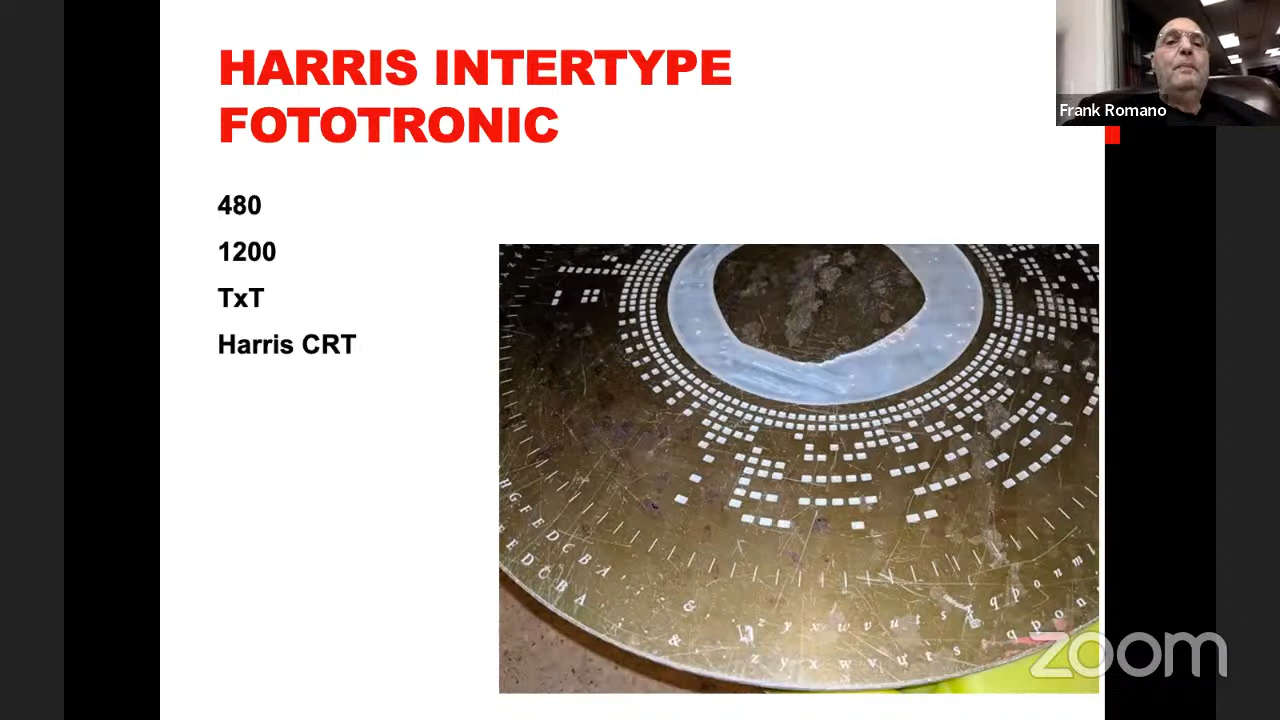 HARRIS INTERTYPE
FOTOTRONIC
Frank Romano
480
1200
TxT
Harris CRT
H G F E D C B A
E D C B A
& z y x w v u t s q p o n m l
& z y x w v u t s q p o n
zoom